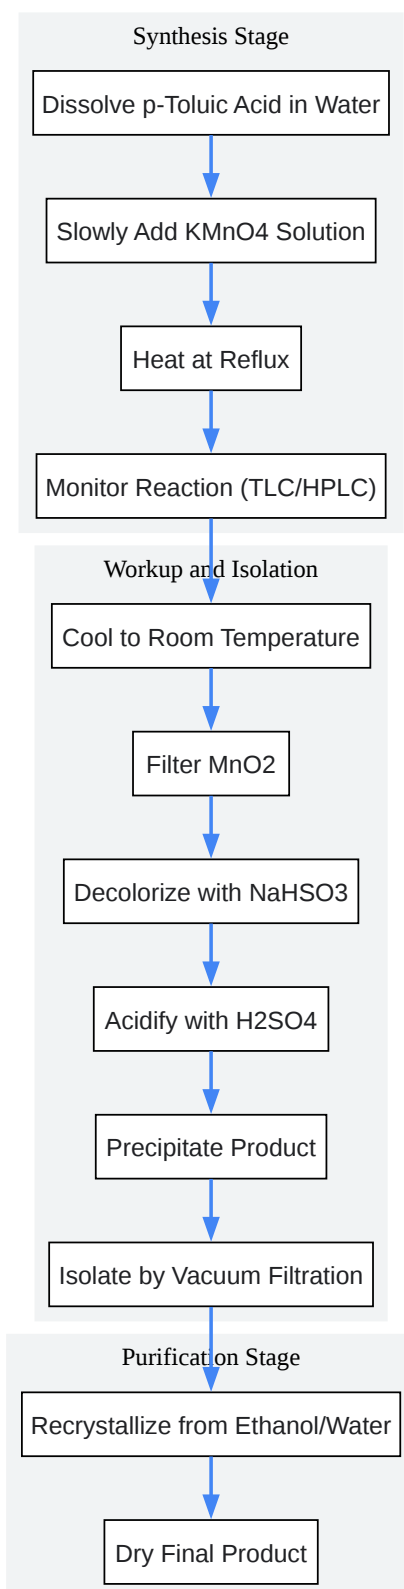 Synthesis Stage
Dissolve p-Toluic Acid in Water
Slowly Add KMnO4 Solution
Heat at Reflux
Monitor Reaction (TLC/HPLC)
Workup and Isolation
Cool to Room Temperature
Filter MnO2
Decolorize with NaHSO3
Acidify with H2SO4
Precipitate Product
Isolate by Vacuum Filtration
Purification Stage
Recrystallize from Ethanol/Water
Dry Final Product